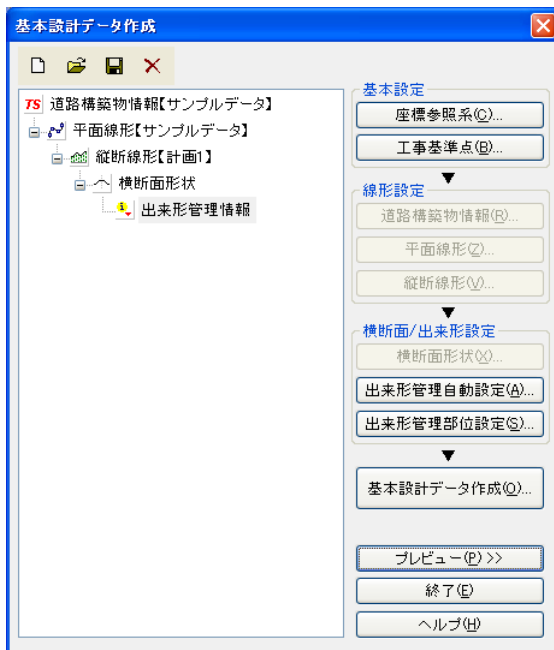 基本設計データ作成
TS 道路構築物情報【サンプルデータ】
平面線形【サンプルデータ】
縦断線形【計画1】
横断面形状
出来形管理情報
基本設定
座標参照系(C)...
工事基準点(B)...
▼
線形設定
道路構築物情報(R)...
平面線形(Z)...
縦断線形(V)...
▼
横断面/出来形設定
横断面形状(X)...
出来形管理自動設定(A)...
出来形管理部位設定(S)...
▼
基本設計データ作成(O)...
プレビュー(P) >>
終了(E)
ヘルプ(H)